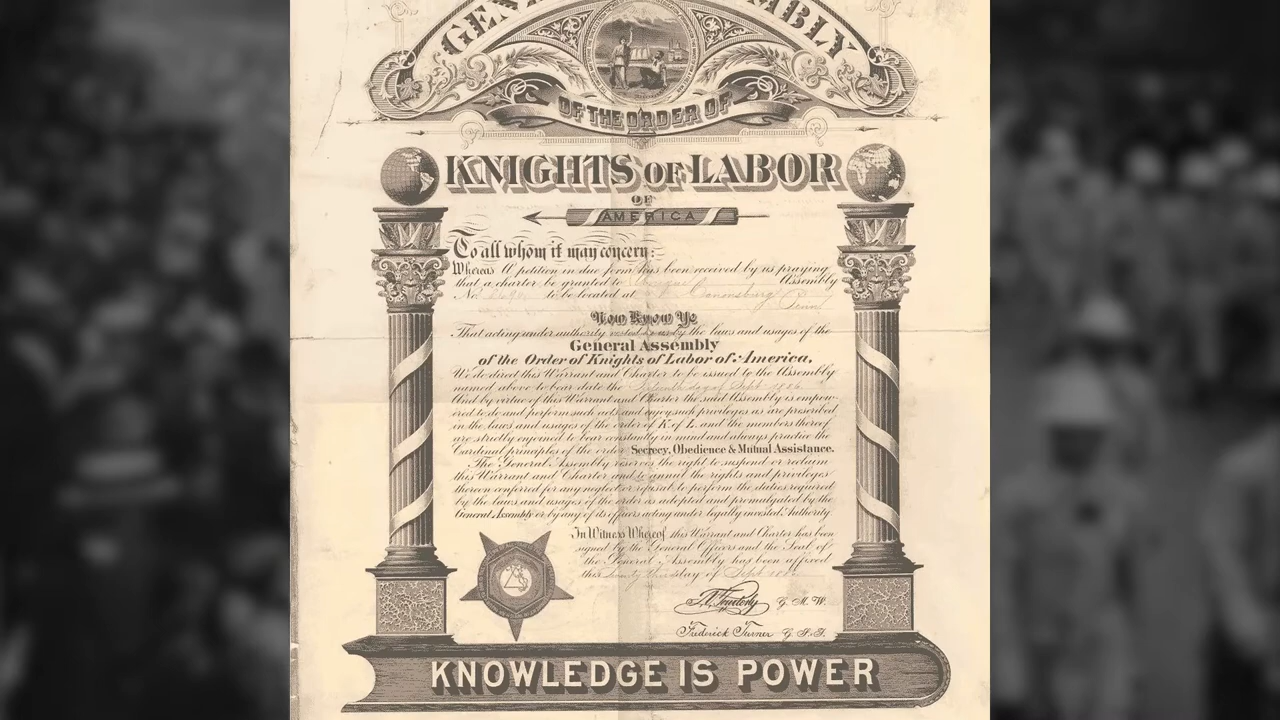 GENERAL ASSEMBLY
OF THE ORDER OF
KNIGHTS OF LABOR
OF
AMERICA
To all whom it may concern:
Whereas A petition in due form has been received by us praying
that a charter be granted to Assembly
No. to be located at Canonsburg Penn
Now Know Ye
That acting under authority vested in us by the laws and usages of the
General Assembly
of the Order of Knights of Labor of America,
We do direct this Warrant and Charter to be issued to the Assembly
named above to bear date the day of Sept 1886
And by virtue of this Warrant and Charter the said Assembly is empow-
ered to do and perform such acts and enjoy such privileges as are prescribed
in the laws and usages of the order of K. of L. and the members thereof
are strictly enjoined to bear constantly in mind and always practice the
Cardinal principles of the order Secrecy, Obedience & Mutual Assistance.
The General Assembly reserves the right to suspend or reclaim
this Warrant and Charter and to annul the rights and privileges
therein conferred for any neglect or refusal to perform the duties required
by the laws and usages of the order as adopted and promulgated by the
General Assembly or by any of its officers acting under legally invested Authority
In Witness Whereof this Warrant and Charter has been
signed by the General Officers and the Seal of
the General Assembly has been affixed
this day of Sept 1886
G. M. W.
Frederick Turner G. S. T.
KNOWLEDGE IS POWER